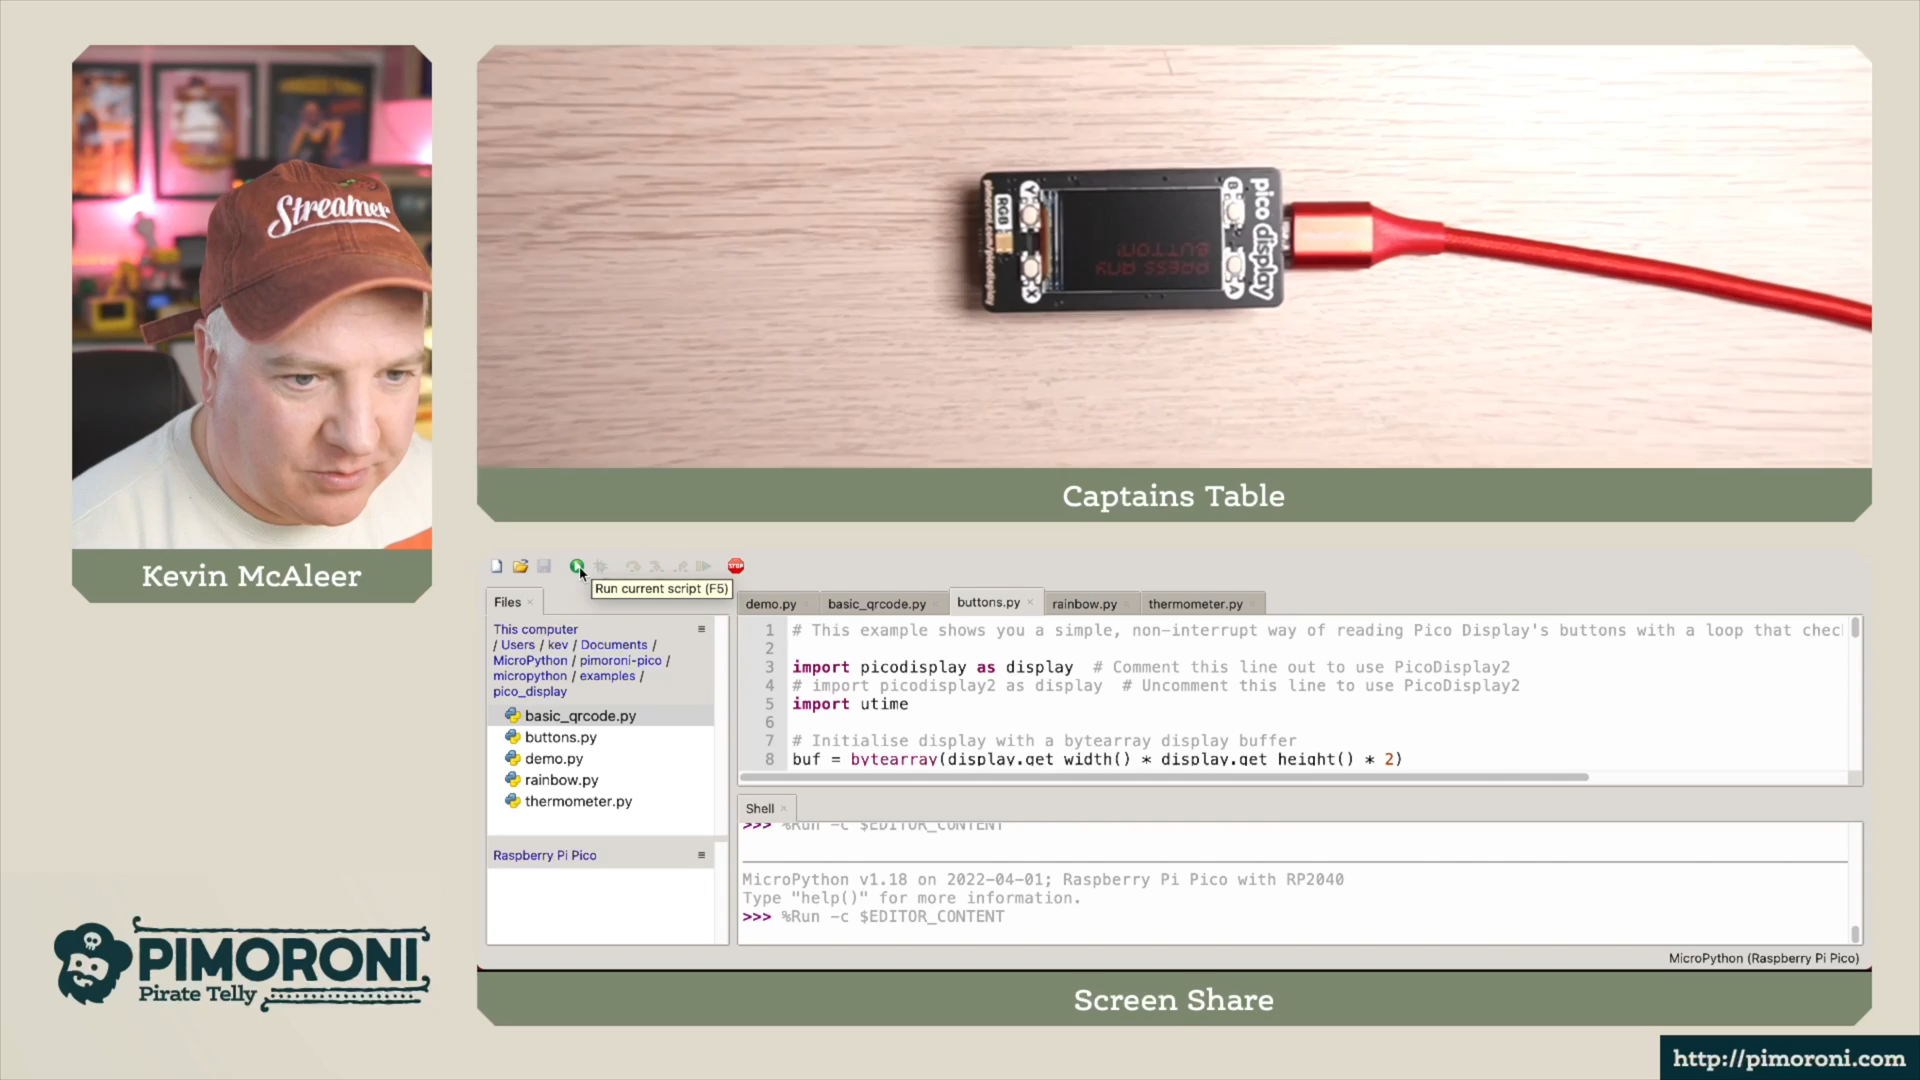 Streamer
Kevin McAleer
pico display
RGB
Y
X
B
A
pimoroni.com/picodisplay
PRESS ANY
BUTTON!
Captains Table
Run current script (F5)
Files
This computer
/ Users / kev / Documents /
MicroPython / pimoroni-pico /
micropython / examples /
pico_display
basic_qrcode.py
buttons.py
demo.py
rainbow.py
thermometer.py
Raspberry Pi Pico
demo.py basic_qrcode.py buttons.py rainbow.py thermometer.py
1 # This example shows you a simple, non-interrupt way of reading Pico Display's buttons with a loop that chec
2
3 import picodisplay as display # Comment this line out to use PicoDisplay2
4 # import picodisplay2 as display # Uncomment this line to use PicoDisplay2
5 import utime
6
7 # Initialise display with a bytearray display buffer
8 buf = bytearray(display.get_width() * display.get_height() * 2)
Shell
>>> %Run -c $EDITOR_CONTENT
MicroPython v1.18 on 2022-04-01; Raspberry Pi Pico with RP2040
Type "help()" for more information.
>>> %Run -c $EDITOR_CONTENT
MicroPython (Raspberry Pi Pico)
Screen Share
PIMORONI
Pirate Telly
http://pimoroni.com
STOP